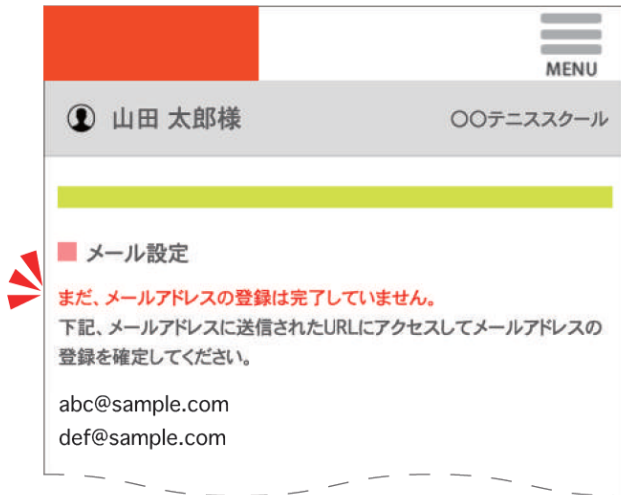 MENU
山田 太郎様
〇〇テニススクール
メール設定
まだ、メールアドレスの登録は完了していません。
下記、メールアドレスに送信されたURLにアクセスしてメールアドレスの
登録を確定してください。
abc@sample.com
def@sample.com